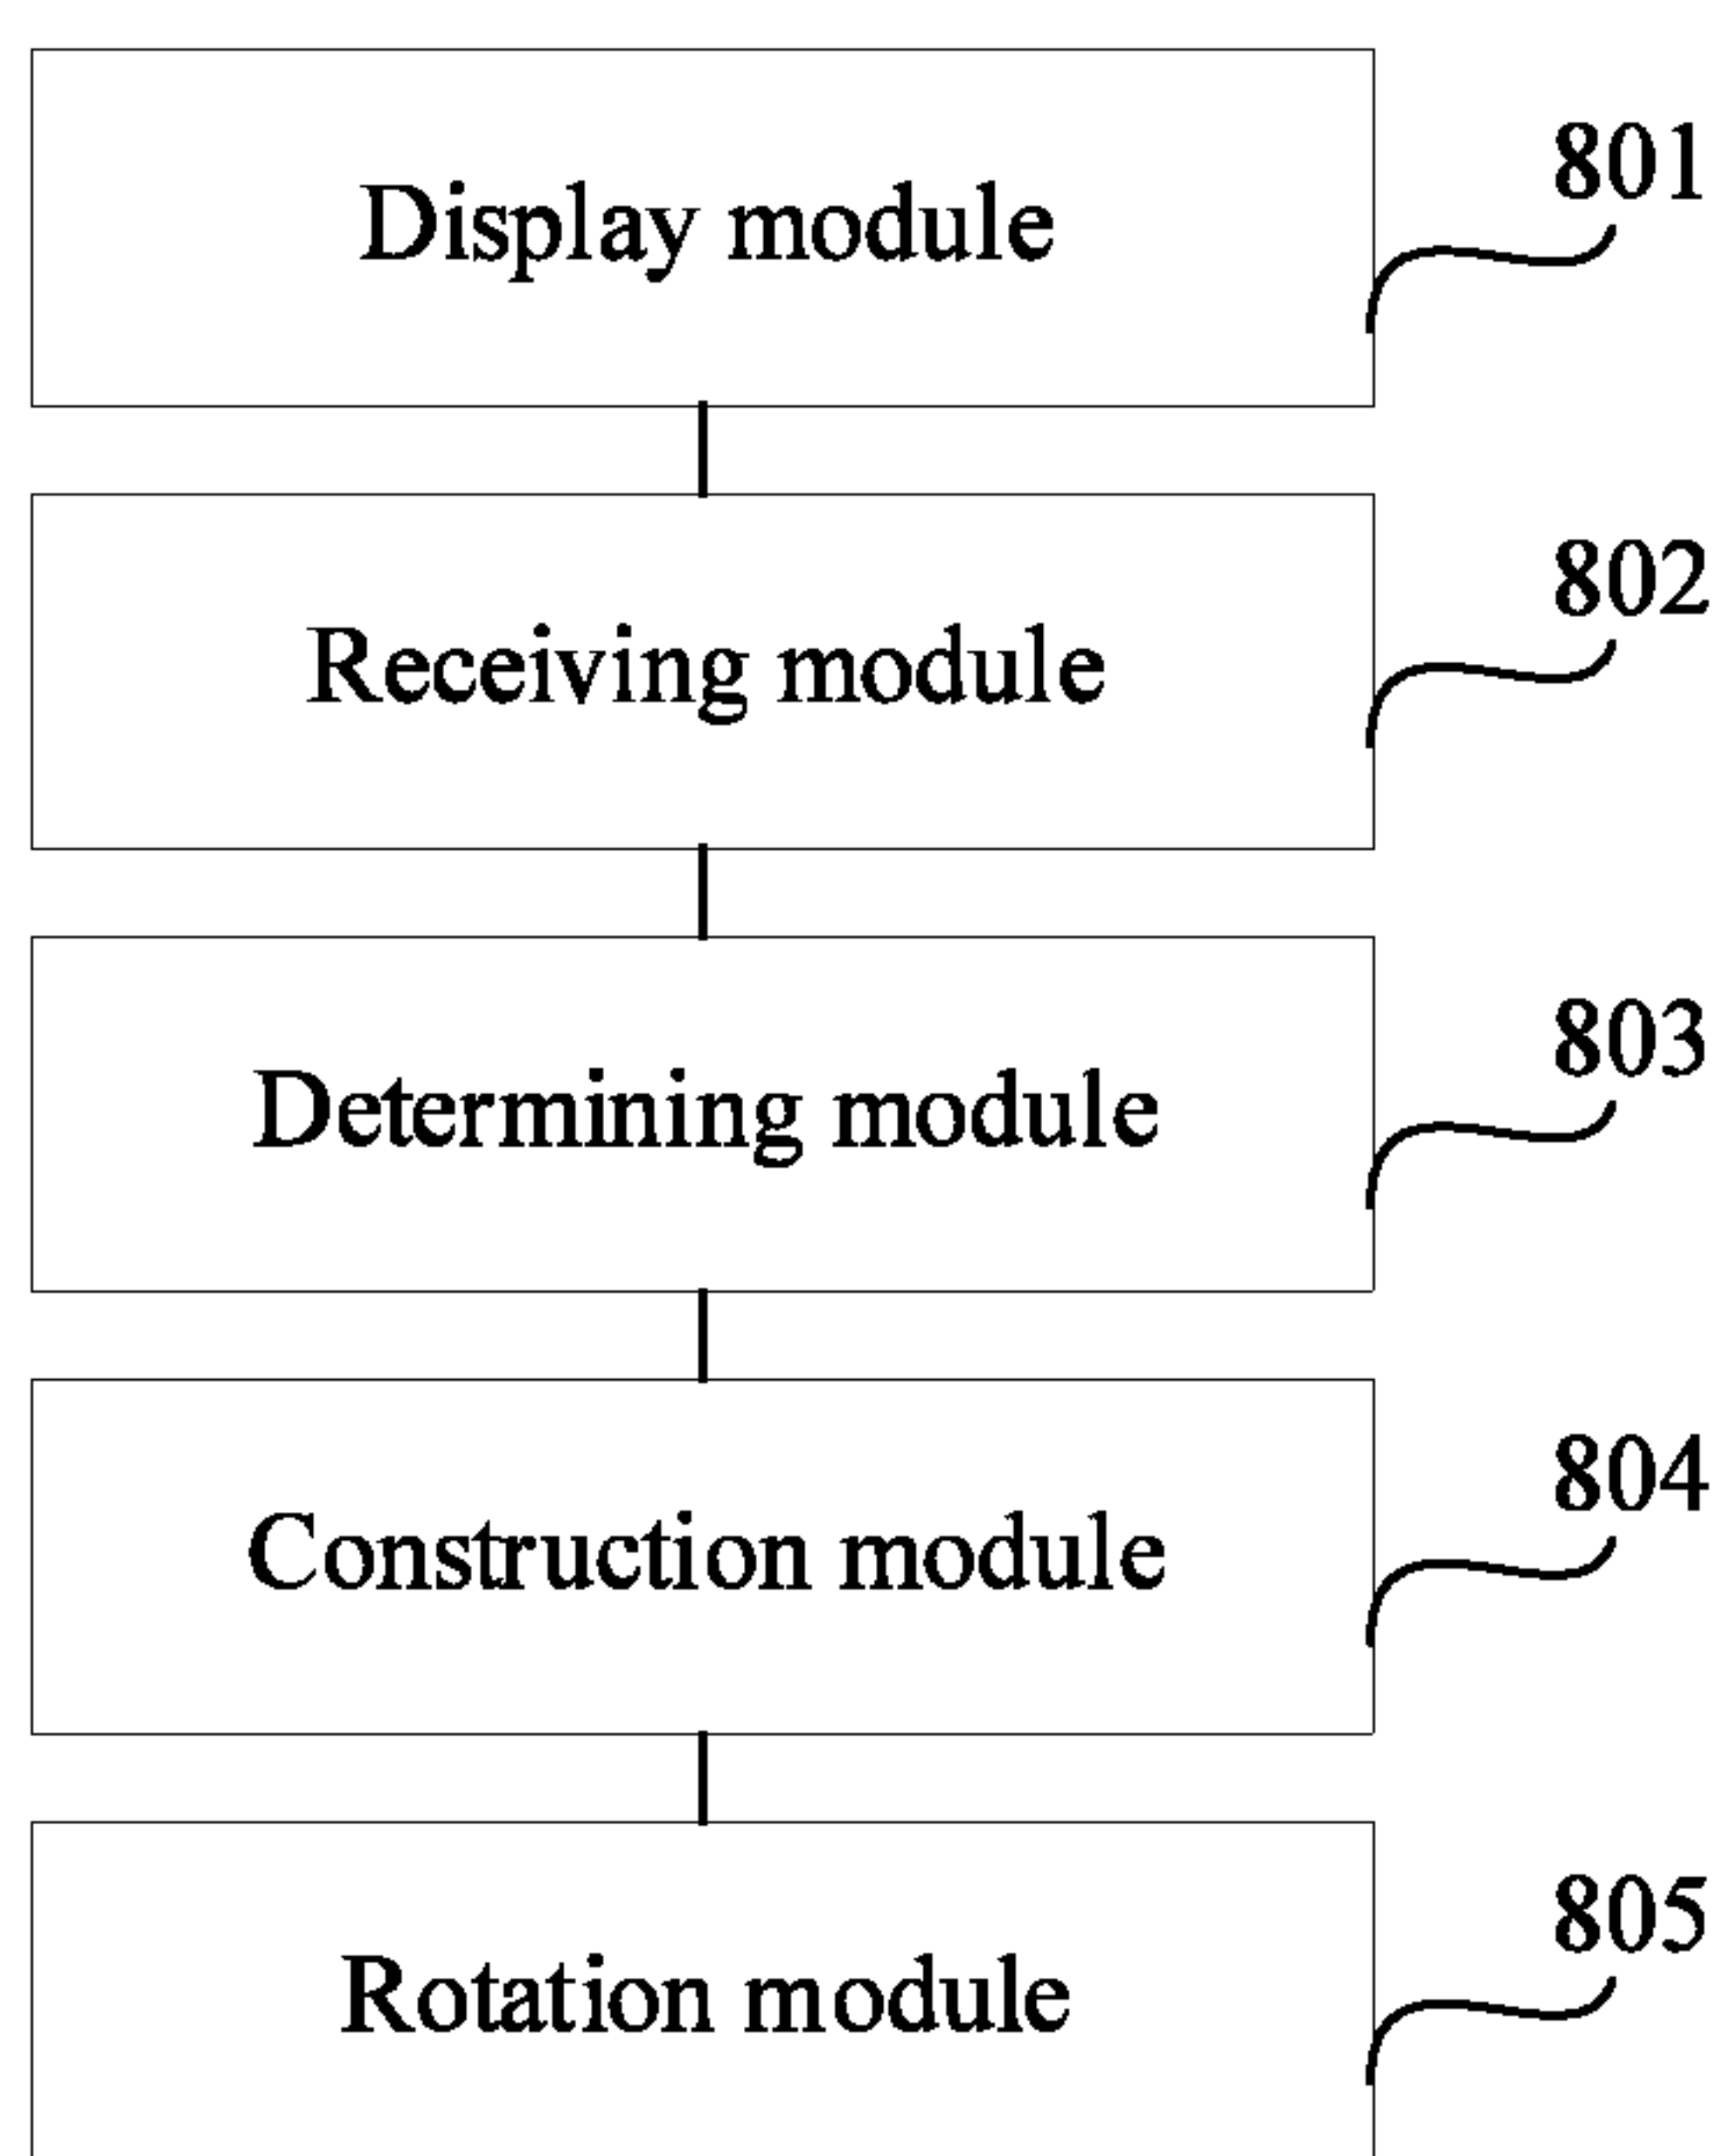 Display module
801
Receiving module
802
Determining module
803
Construction module
804
Rotation module
805